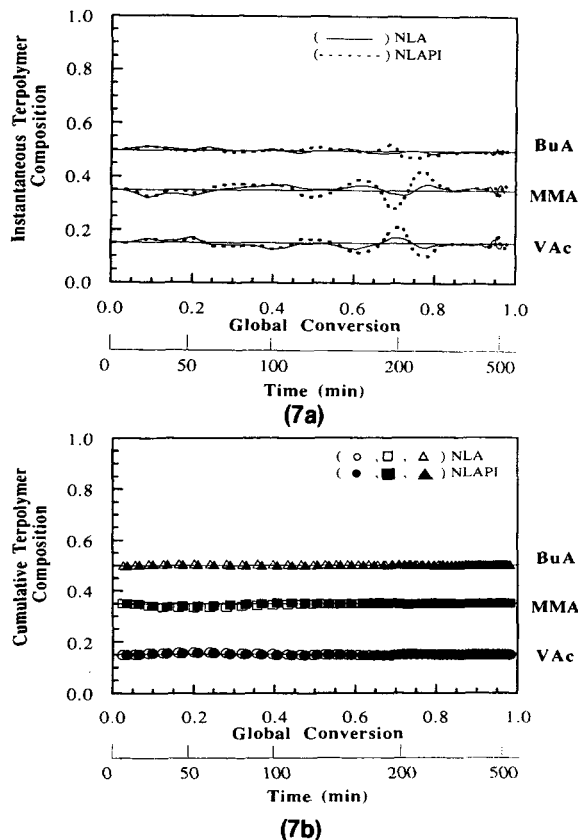 1.0
( —— ) NLA
( ----- ) NLAPI
0.8
0.6
BuA
0.4
MMA
0.2
VAc
0.0
Instantaneous Terpolymer
Composition
0.0 0.2 0.4 0.6 0.8 1.0
Global Conversion
0 50 100 200 500
Time (min)
(7a)
1.0
( ○ , □ , △ ) NLA
( ● , ■ , ▲ ) NLAPI
0.8
0.6
BuA
0.4
MMA
0.2
VAc
0.0
Cumulative Terpolymer
Composition
0.0 0.2 0.4 0.6 0.8 1.0
Global Conversion
0 50 100 200 500
Time (min)
(7b)